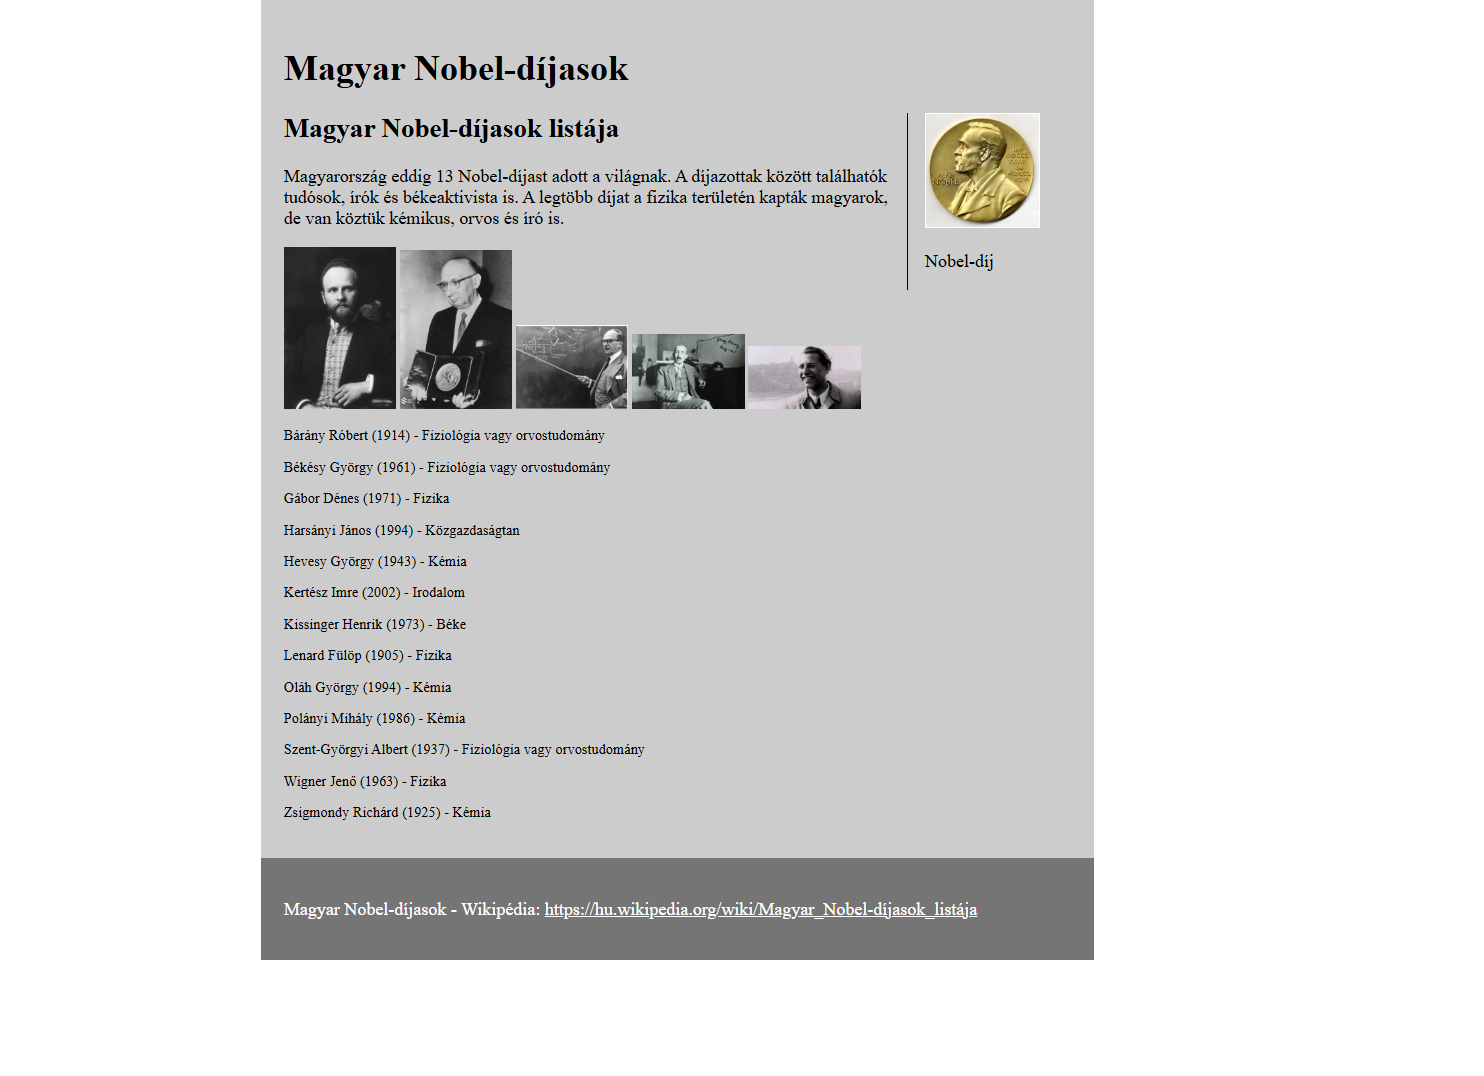 Magyar Nobel-díjasok
Magyar Nobel-díjasok listája
Magyarország eddig 13 Nobel-díjast adott a világnak. A díjazottak között találhatók
tudósok, írók és békeaktivista is. A legtöbb díjat a fizika területén kapták magyarok,
de van köztük kémikus, orvos és író is.
Nobel-díj
Bárány Róbert (1914) - Fiziológia vagy orvostudomány
Békésy György (1961) - Fiziológia vagy orvostudomány
Gábor Dénes (1971) - Fizika
Harsányi János (1994) - Közgazdaságtan
Hevesy György (1943) - Kémia
Kertész Imre (2002) - Irodalom
Kissinger Henrik (1973) - Béke
Lenard Fülöp (1905) - Fizika
Oláh György (1994) - Kémia
Polányi Mihály (1986) - Kémia
Szent-Györgyi Albert (1937) - Fiziológia vagy orvostudomány
Wigner Jenő (1963) - Fizika
Zsigmondy Richárd (1925) - Kémia
Magyar Nobel-díjasok - Wikipédia: https://hu.wikipedia.org/wiki/Magyar_Nobel-díjasok_listája